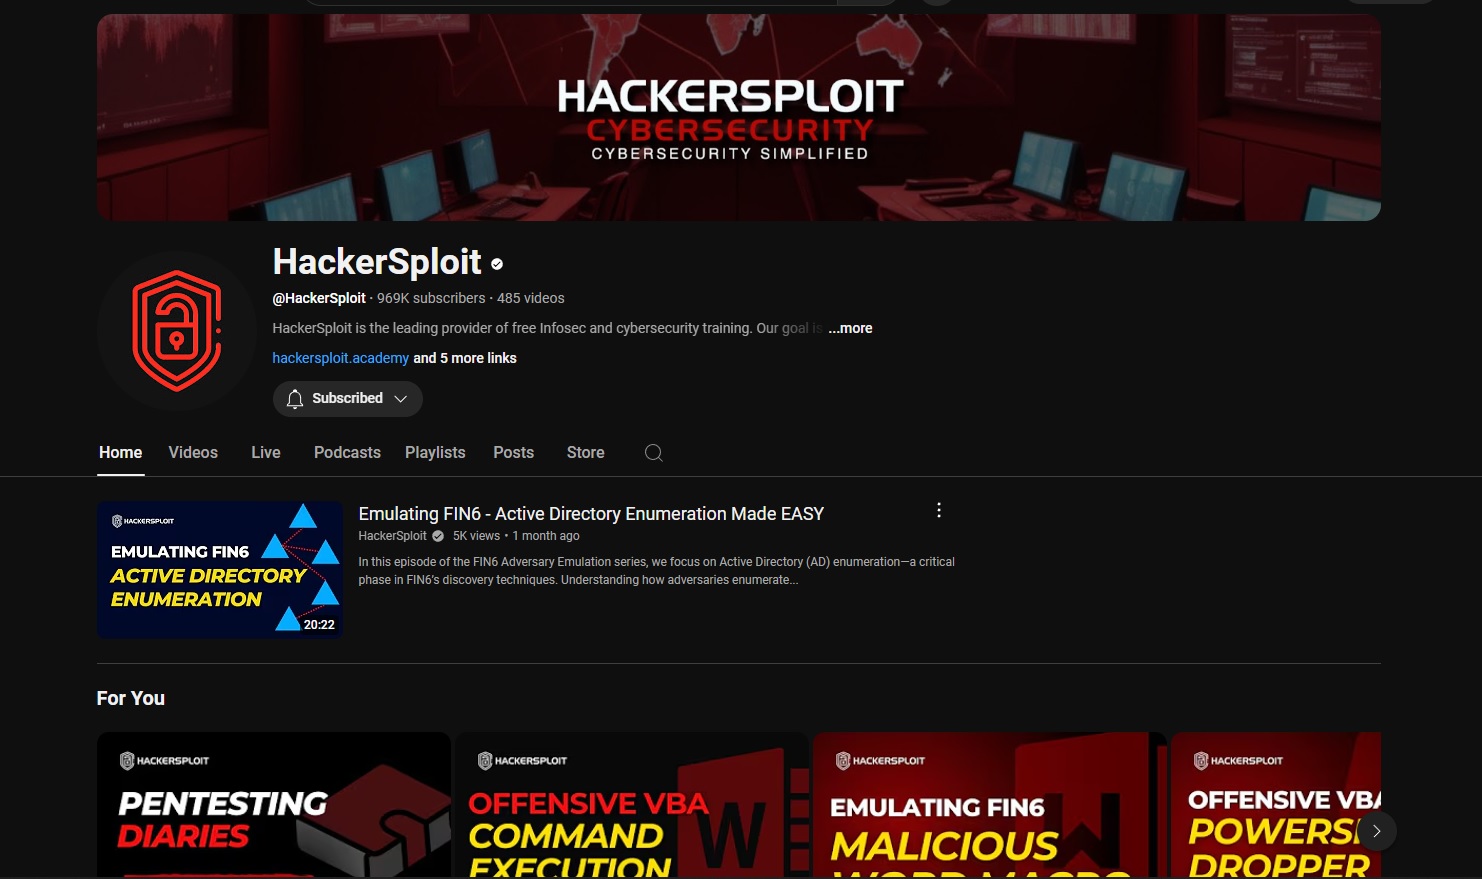 HACKERSPLOIT
CYBERSECURITY
CYBERSECURITY SIMPLIFIED
HackerSploit
@HackerSploit · 969K subscribers · 485 videos
HackerSploit is the leading provider of free Infosec and cybersecurity training. Our goal is ...more
hackersploit.academy and 5 more links
Subscribed
Home Videos Live Podcasts Playlists Posts Store
HACKERSPLOIT
EMULATING FIN6
ACTIVE DIRECTORY
ENUMERATION
20:22
Emulating FIN6 - Active Directory Enumeration Made EASY
HackerSploit 5K views • 1 month ago
In this episode of the FIN6 Adversary Emulation series, we focus on Active Directory (AD) enumeration—a critical
phase in FIN6's discovery techniques. Understanding how adversaries enumerate...
For You
HACKERSPLOIT
PENTESTING
DIARIES
HACKERSPLOIT
OFFENSIVE VBA
COMMAND
EXECUTION
W
HACKERSPLOIT
EMULATING FIN6
MALICIOUS
WORD MACRO
HACKERSPLOIT
OFFENSIVE VBA
POWERS
DROPPER